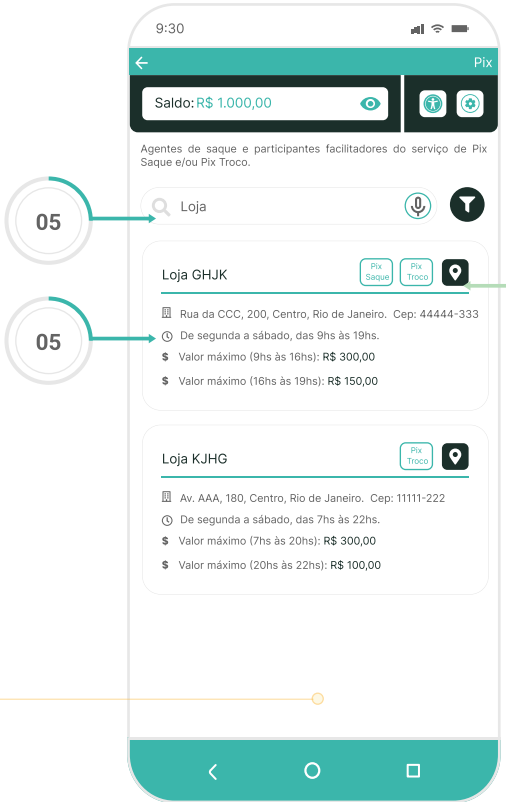 9:30
Pix
Saldo: R$ 1.000,00
Agentes de saque e participantes facilitadores do serviço de Pix
Saque e/ou Pix Troco.
05
Loja
Loja GHJK
Pix
Saque
Pix
Troco
Rua da CCC, 200, Centro, Rio de Janeiro. Cep: 44444-333
05
De segunda a sábado, das 9hs às 19hs.
$ Valor máximo (9hs às 16hs): R$ 300,00
$ Valor máximo (16hs às 19hs): R$ 150,00
Loja KJHG
Pix
Troco
Av. AAA, 180, Centro, Rio de Janeiro. Cep: 11111-222
De segunda a sábado, das 7hs às 22hs.
$ Valor máximo (7hs às 20hs): R$ 300,00
$ Valor máximo (20hs às 22hs): R$ 100,00